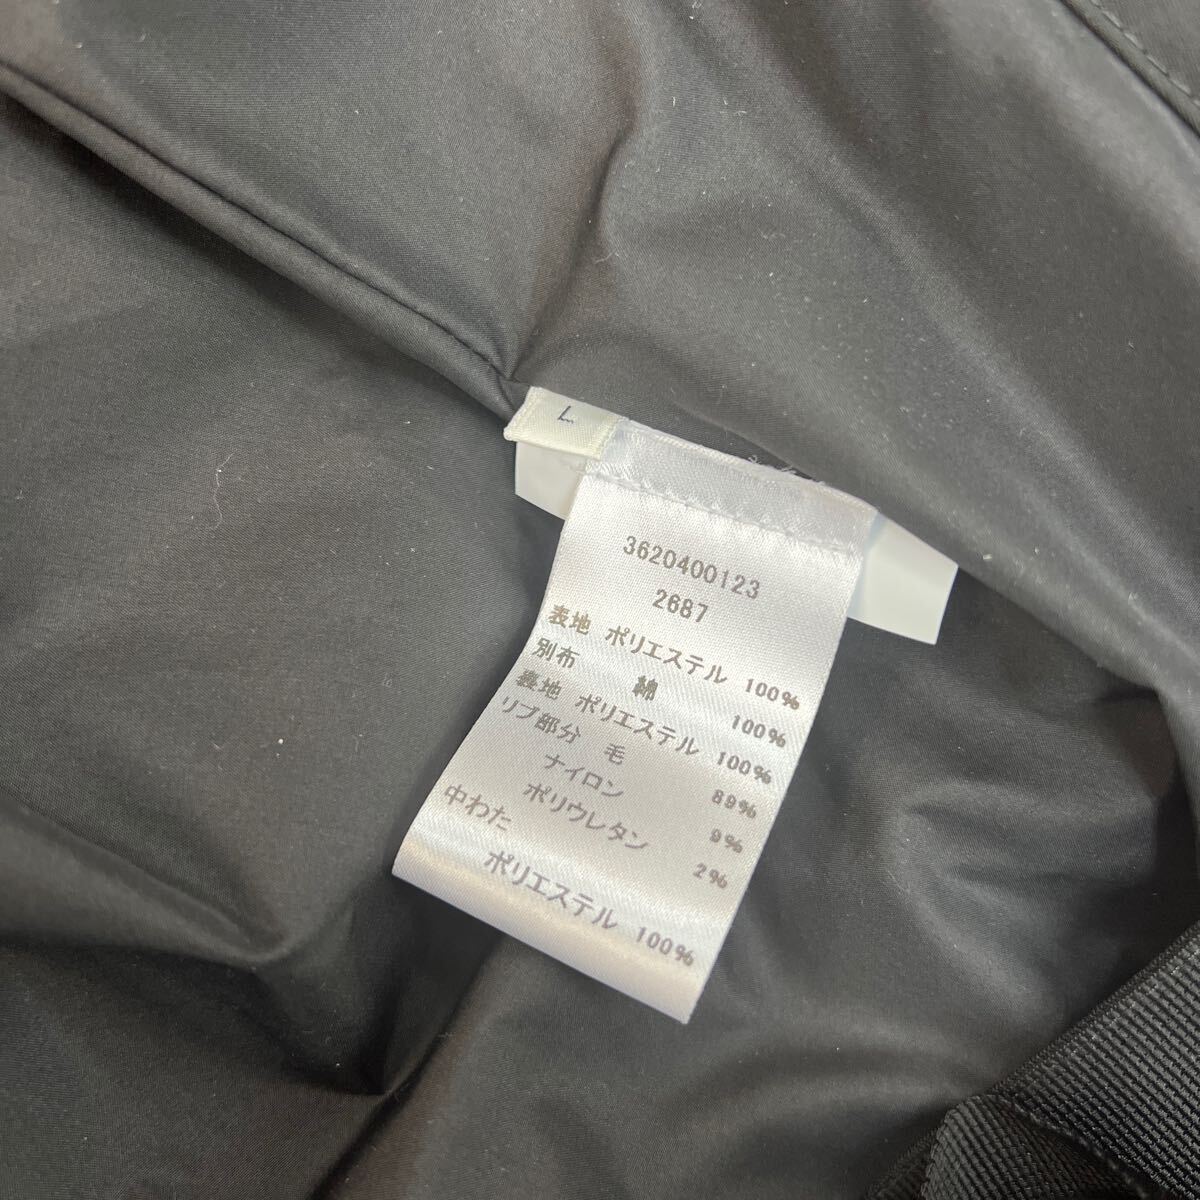 L
3620400123
2687
表地 ポリエステル 100%
別布 綿 100%
裏地 ポリエステル 100%
リブ部分 毛 89%
ナイロン 9%
ポリウレタン 2%
中わた
ポリエステル 100%